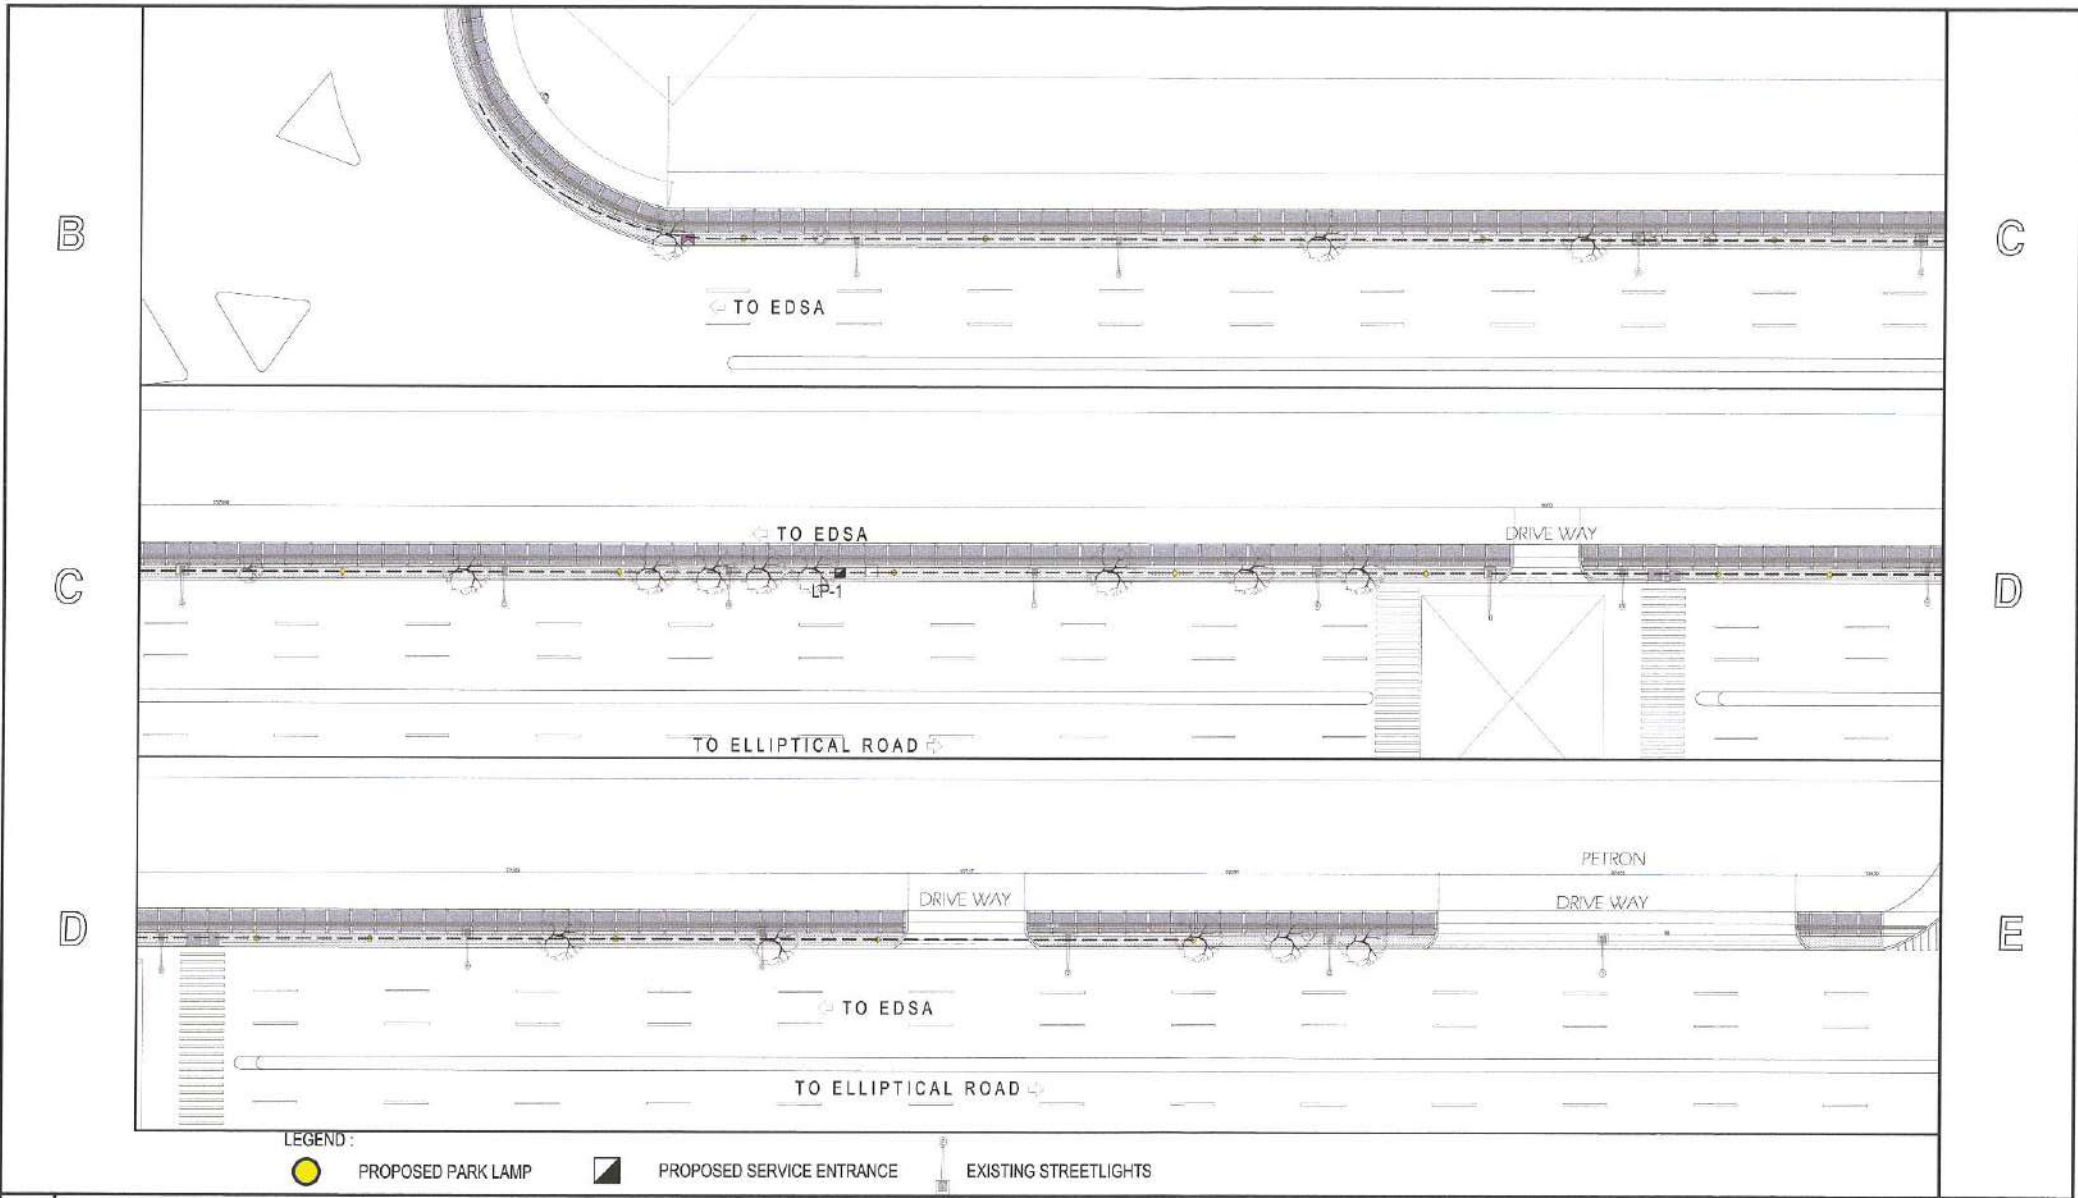 B
C
TO EDSA
TO EDSA
DRIVE WAY
C
D
LP-1
TO ELLIPTICAL ROAD
PETRON
DRIVE WAY
DRIVE WAY
D
E
TO EDSA
TO ELLIPTICAL ROAD
LEGEND :
PROPOSED PARK LAMP
PROPOSED SERVICE ENTRANCE
EXISTING STREETLIGHTS